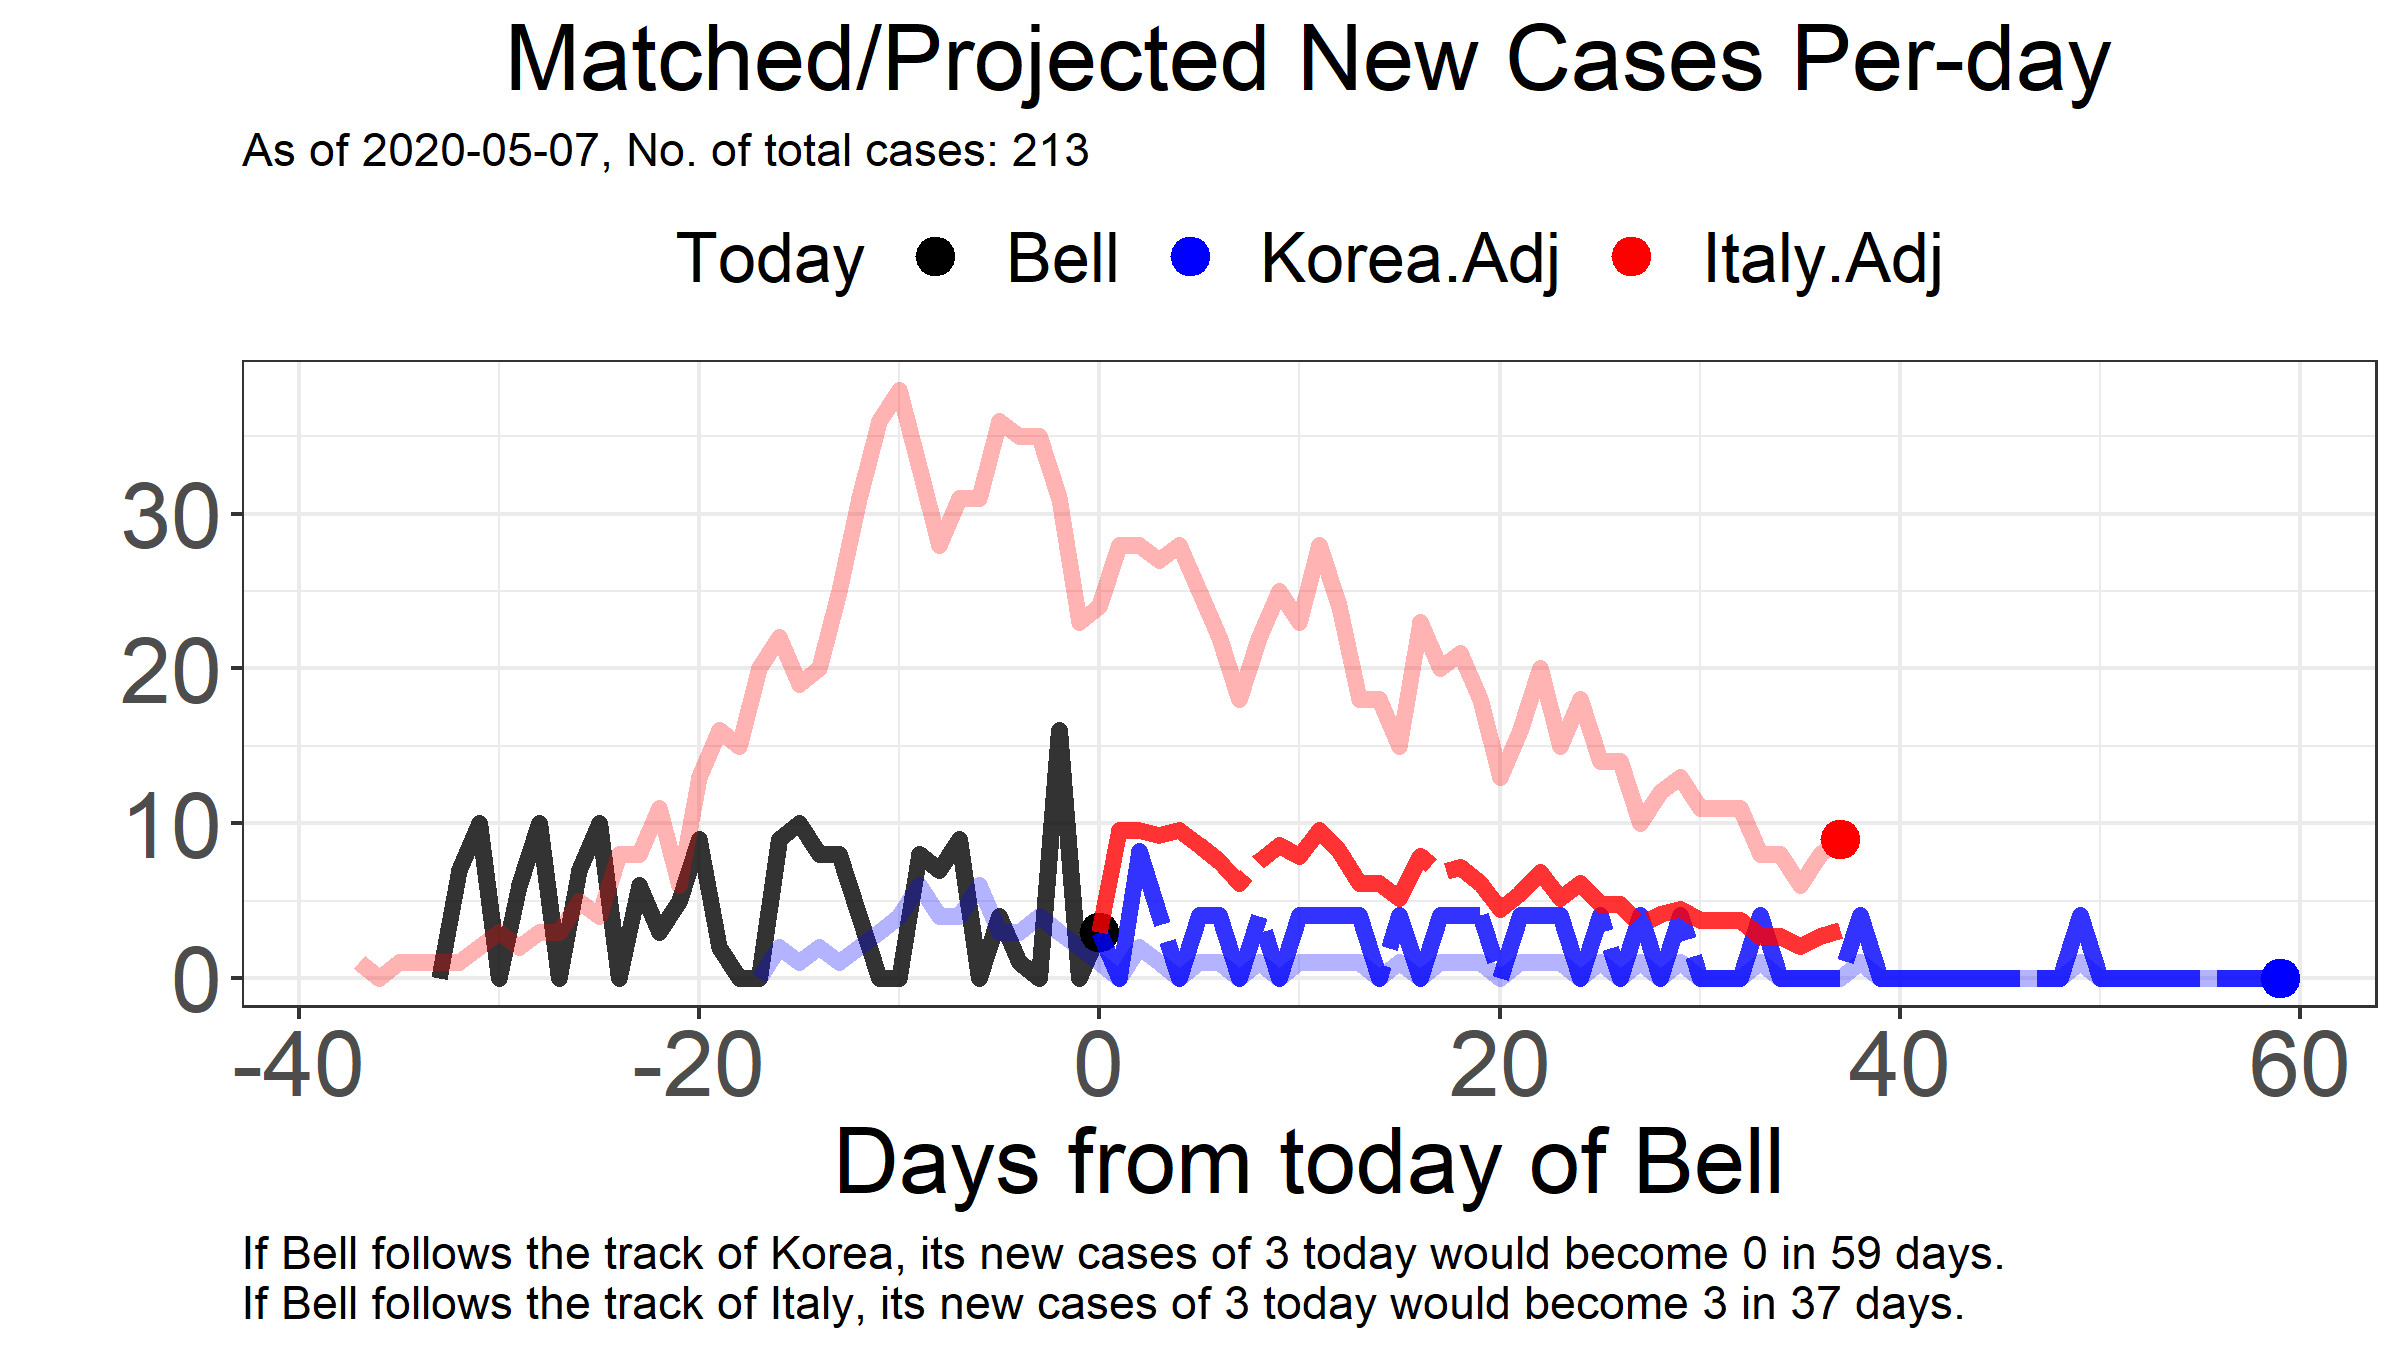 Matched/Projected New Cases Per-day
As of 2020-05-07, No. of total cases: 213
Today Bell Korea.Adj Italy.Adj
30
20
10
0
-40 -20 0 20 40 60
Days from today of Bell
If Bell follows the track of Korea, its new cases of 3 today would become 0 in 59 days.
If Bell follows the track of Italy, its new cases of 3 today would become 3 in 37 days.